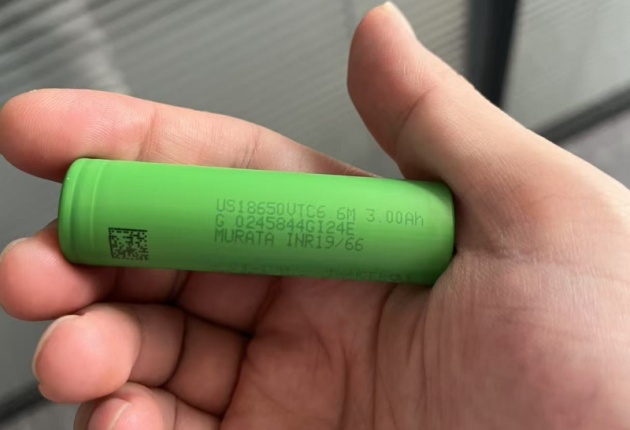 US18650VTC6 6M 3.00Ah
G 0245844GI24E
MURATA INR19/66